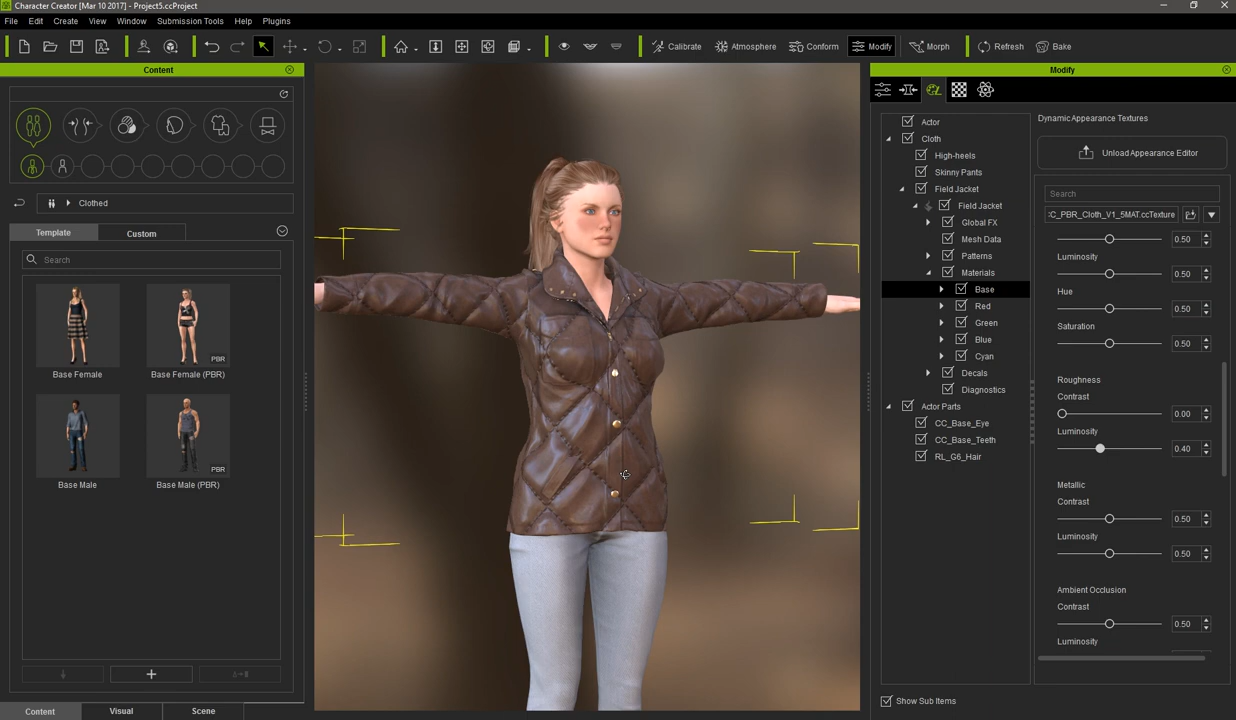 Character Creator [Mar 10 2017] - Project5.ccProject
File Edit Create View Window Submission Tools Help Plugins
Calibrate Atmosphere Conform Modify Morph Refresh Bake
Content
Clothed
Template Custom
Search
Base Female
PBR
Base Female (PBR)
Base Male
PBR
Base Male (PBR)
Content Visual Scene
Modify
Actor
Cloth
High-heels
Skinny Pants
Field Jacket
Field Jacket
Global FX
Mesh Data
Patterns
Materials
Base
Red
Green
Blue
Cyan
Decals
Diagnostics
Actor Parts
CC_Base_Eye
CC_Base_Teeth
RL_G6_Hair
Show Sub Items
Dynamic Appearance Textures
Unload Appearance Editor
Search
:C_PBR_Cloth_V1_5MAT.ccTexture
0.50
Luminosity
0.50
Hue
0.50
Saturation
0.50
Roughness
Contrast
0.00
Luminosity
0.40
Metallic
Contrast
0.50
Luminosity
0.50
Ambient Occlusion
Contrast
0.50
Luminosity